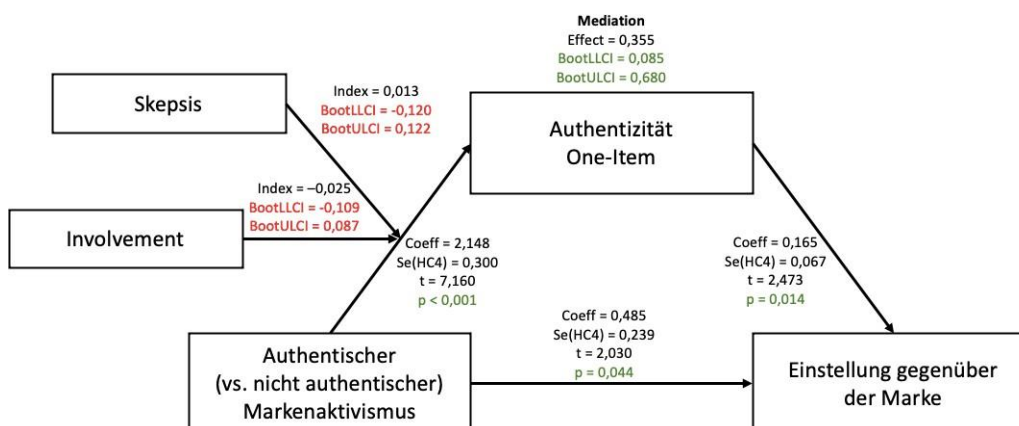 Mediation
Effect = 0,355
BootLLCI = 0,085
BootULCI = 0,680
Skepsis
Index = 0,013
BootLLCI = -0,120
BootULCI = 0,122
Authentizität
One-Item
Involvement
Index = –0,025
BootLLCI = -0,109
BootULCI = 0,087
Coeff = 2,148
Se(HC4) = 0,300
t = 7,160
p < 0,001
Coeff = 0,165
Se(HC4) = 0,067
t = 2,473
p = 0,014
Coeff = 0,485
Se(HC4) = 0,239
t = 2,030
p = 0,044
Authentischer
(vs. nicht authentischer)
Markenaktivismus
Einstellung gegenüber
der Marke